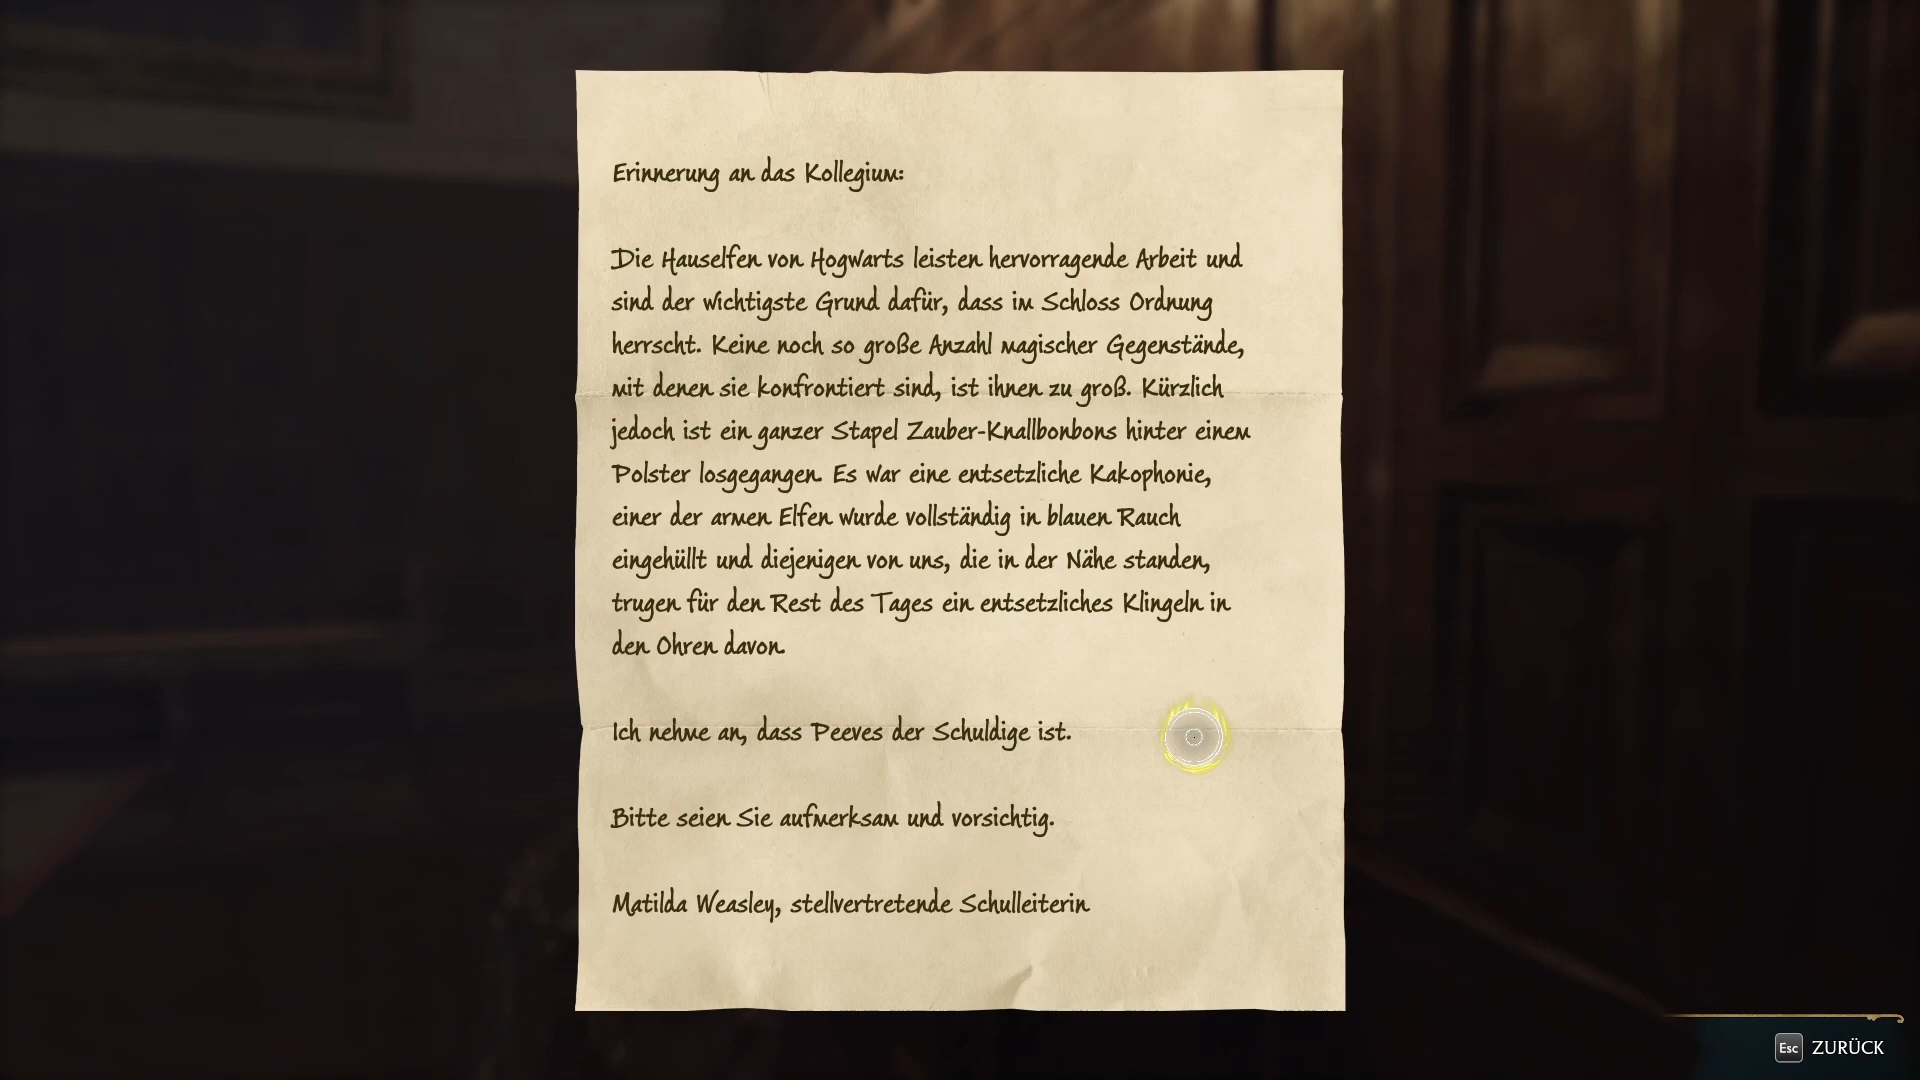 Erinnerung an das Kollegium:
Die Hauselfen von Hogwarts leisten hervorragende Arbeit und
sind der wichtigste Grund dafür, dass im Schloss Ordnung
herrscht. Keine noch so große Anzahl magischer Gegenstände,
mit denen sie konfrontiert sind, ist ihnen zu groß. Kürzlich
jedoch ist ein ganzer Stapel Zauber-Knallbonbons hinter einem
Polster losgegangen. Es war eine entsetzliche Kakophonie,
einer der armen Elfen wurde vollständig in blauen Rauch
eingehüllt und diejenigen von uns, die in der Nähe standen,
trugen für den Rest des Tages ein entsetzliches Klingeln in
den Ohren davon.
Ich nehme an, dass Peeves der Schuldige ist.
Bitte seien Sie aufmerksam und vorsichtig.
Matilda Weasley, stellvertretende Schulleiterin
Esc ZURÜCK